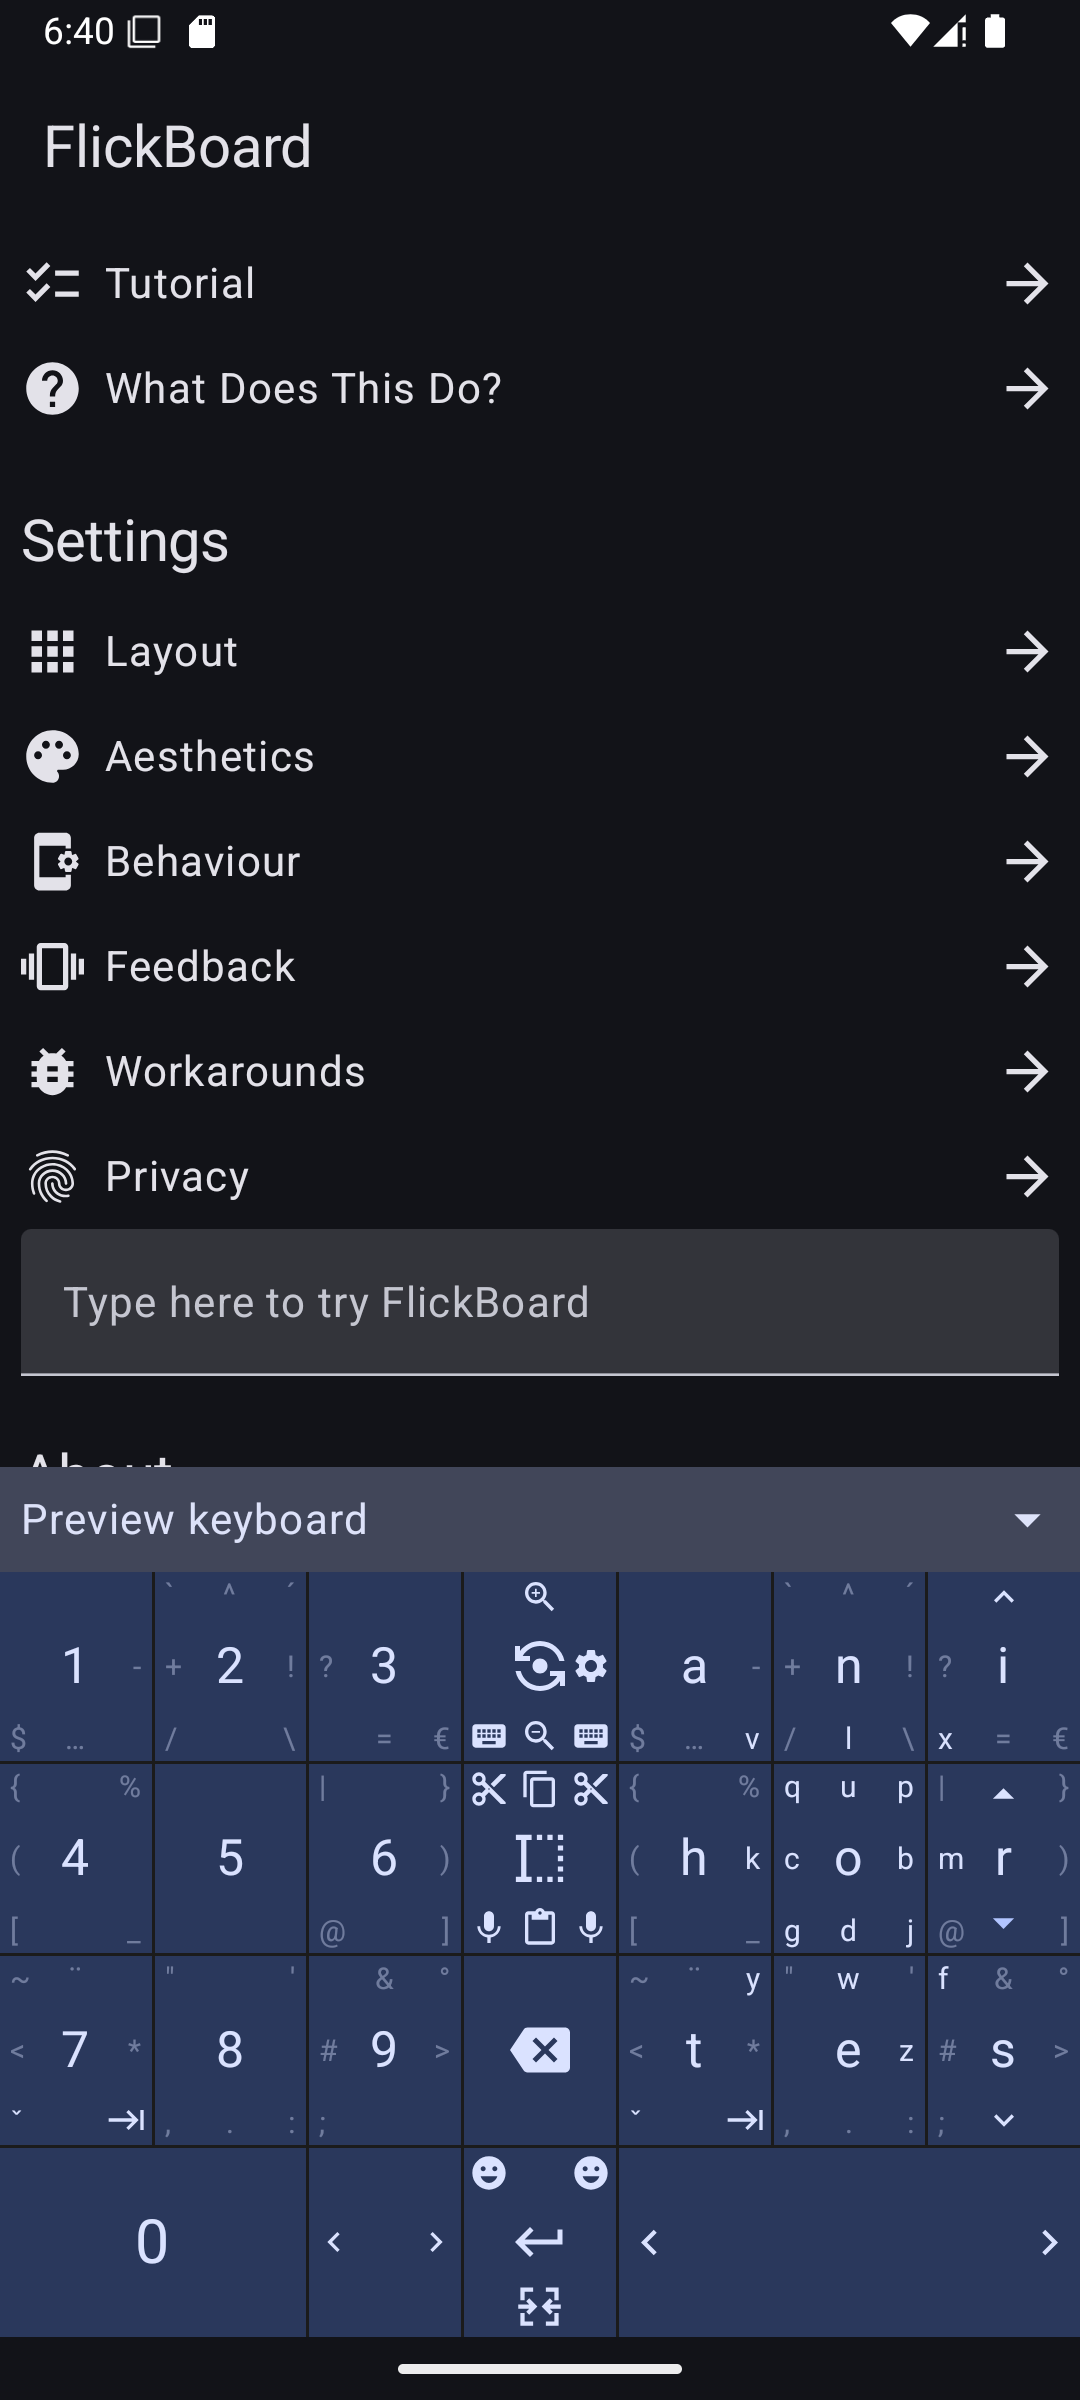 6:40
FlickBoard
Tutorial
What Does This Do?
Settings
Layout
Aesthetics
Behaviour
Feedback
Workarounds
Privacy
Type here to try FlickBoard
About
Preview keyboard
` ^ ´ ` ^ ´
1 - + 2 ! ? 3 a - + n ! ? i
$ … / \ = € $ … v / l \ x = €
{ % | } { % q u p | }
( 4 5 6 ) ( h k c o b m r )
[ _ @ ] [ _ g d j @ ]
~ ¨ " ' & ° ~ ¨ y " w ' f & °
< 7 * 8 # 9 > < t * e z # s >
ˇ , . : ; ˇ , . : ;
0 < > < >